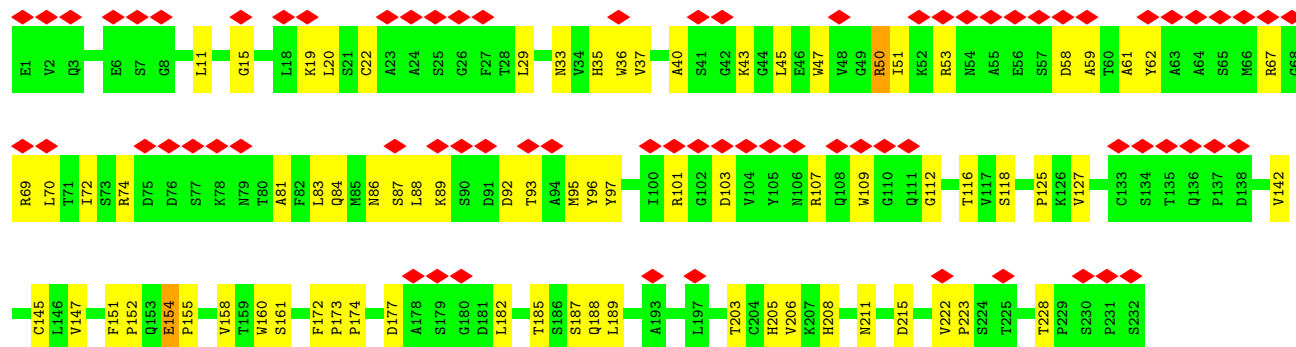 E1 V2 Q3 E6 S7 G8 L11 G15 L18 K19 L20 S21 C22 A23 A24 S25 G26 F27 T28 L29 N33 V34 H35 W36 V37 A40 S41 G42 K43 G44 L45 E46 W47 V48 G49 R50 I51 K52 R53 N54 A55 E56 S57 D58 A59 T60 A61 Y62 A63 A64 S65 M66 R67 G68
R69 L70 T71 I72 S73 R74 D75 D76 S77 K78 N79 T80 A81 F82 L83 Q84 M85 N86 S87 L88 K89 S90 D91 D92 T93 A94 M95 Y96 Y97 I100 R101 G102 D103 V104 Y105 N106 R107 Q108 W109 G110 Q111 G112 T116 V117 S118 P125 K126 V127 C133 S134 T135 Q136 P137 D138 V142
C145 L146 V147 F151 P152 Q153 E154 P155 V158 T159 W160 S161 F172 P173 P174 D177 A178 S179 G180 D181 L182 T185 S186 S187 Q188 L189 A193 L197 T203 C204 H205 V206 K207 H208 N211 D215 V222 P223 S224 T225 T228 P229 S230 P231 S232